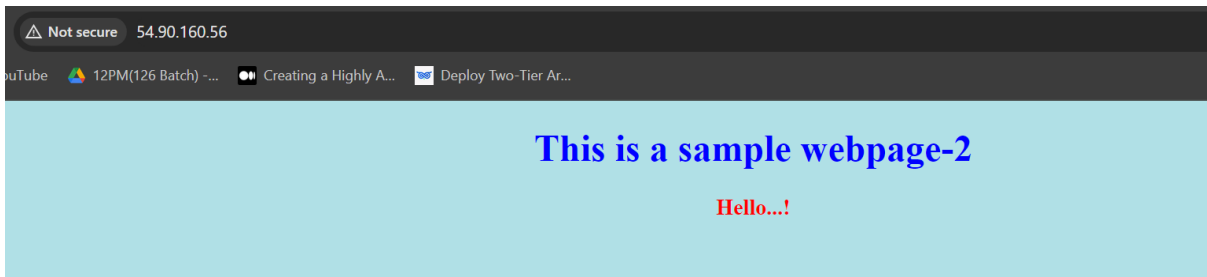 Not secure 54.90.160.56
ouTube 12PM(126 Batch) -... Creating a Highly A... Deploy Two-Tier Ar...
This is a sample webpage-2
Hello...!